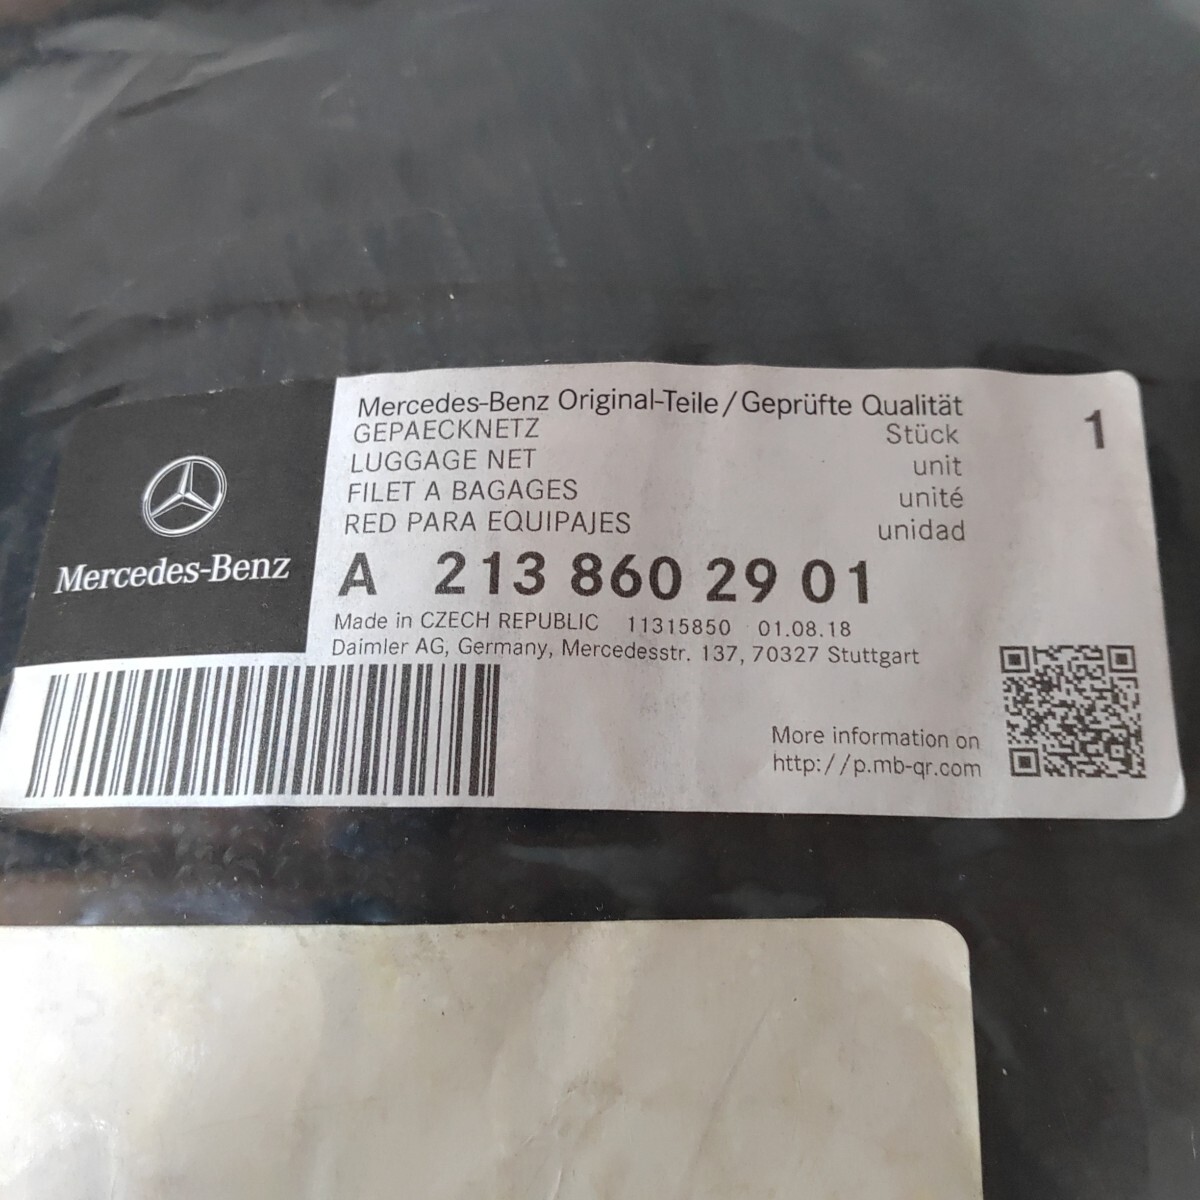 Mercedes-Benz Original-Teile/Geprüfte Qualität
GEPAECKNETZ Stück 1
LUGGAGE NET unit
FILET A BAGAGES unité
RED PARA EQUIPAJES unidad
Mercedes-Benz
A 213 860 29 01
Made in CZECH REPUBLIC 11315850 01.08.18
Daimler AG, Germany, Mercedesstr. 137, 70327 Stuttgart
More information on
http://p.mb-qr.com